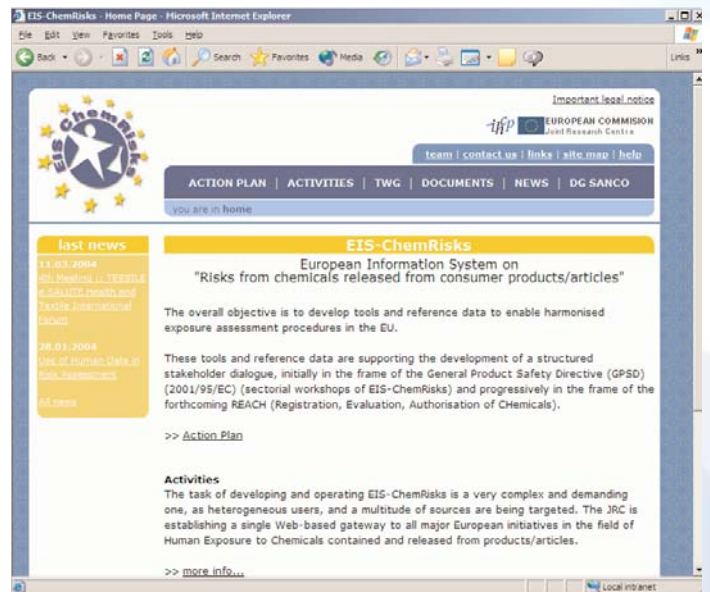 EIS-ChemRisks - Home Page - Microsoft Internet Explorer
File Edit View Favorites Tools Help
Back Search Favorites Media Links
Important legal notice
EIS ChemRisks
ihcp EUROPEAN COMMISION
Joint Research Centre
team | contact us | links | site map | help
ACTION PLAN | ACTIVITIES | TWG | DOCUMENTS | NEWS | DG SANCO
you are in home
last news
11.03.2004
4th Meeting :: TESSILE
e SALUTE Health and
Textile International
Forum
28.01.2004
Use of Human Data in
Risk Assessment
All news
EIS-ChemRisks
European Information System on
"Risks from chemicals released from consumer products/articles"
The overall objective is to develop tools and reference data to enable harmonised
exposure assessment procedures in the EU.
These tools and reference data are supporting the development of a structured
stakeholder dialogue, initially in the frame of the General Product Safety Directive (GPSD)
(2001/95/EC) (sectorial workshops of EIS-ChemRisks) and progressively in the frame of the
forthcoming REACH (Registration, Evaluation, Authorisation of CHemicals).
>> Action Plan
Activities
The task of developing and operating EIS-ChemRisks is a very complex and demanding
one, as heterogeneous users, and a multitude of sources are being targeted. The JRC is
establishing a single Web-based gateway to all major European initiatives in the field of
Human Exposure to Chemicals contained and released from products/articles.
>> more info...
Local intranet